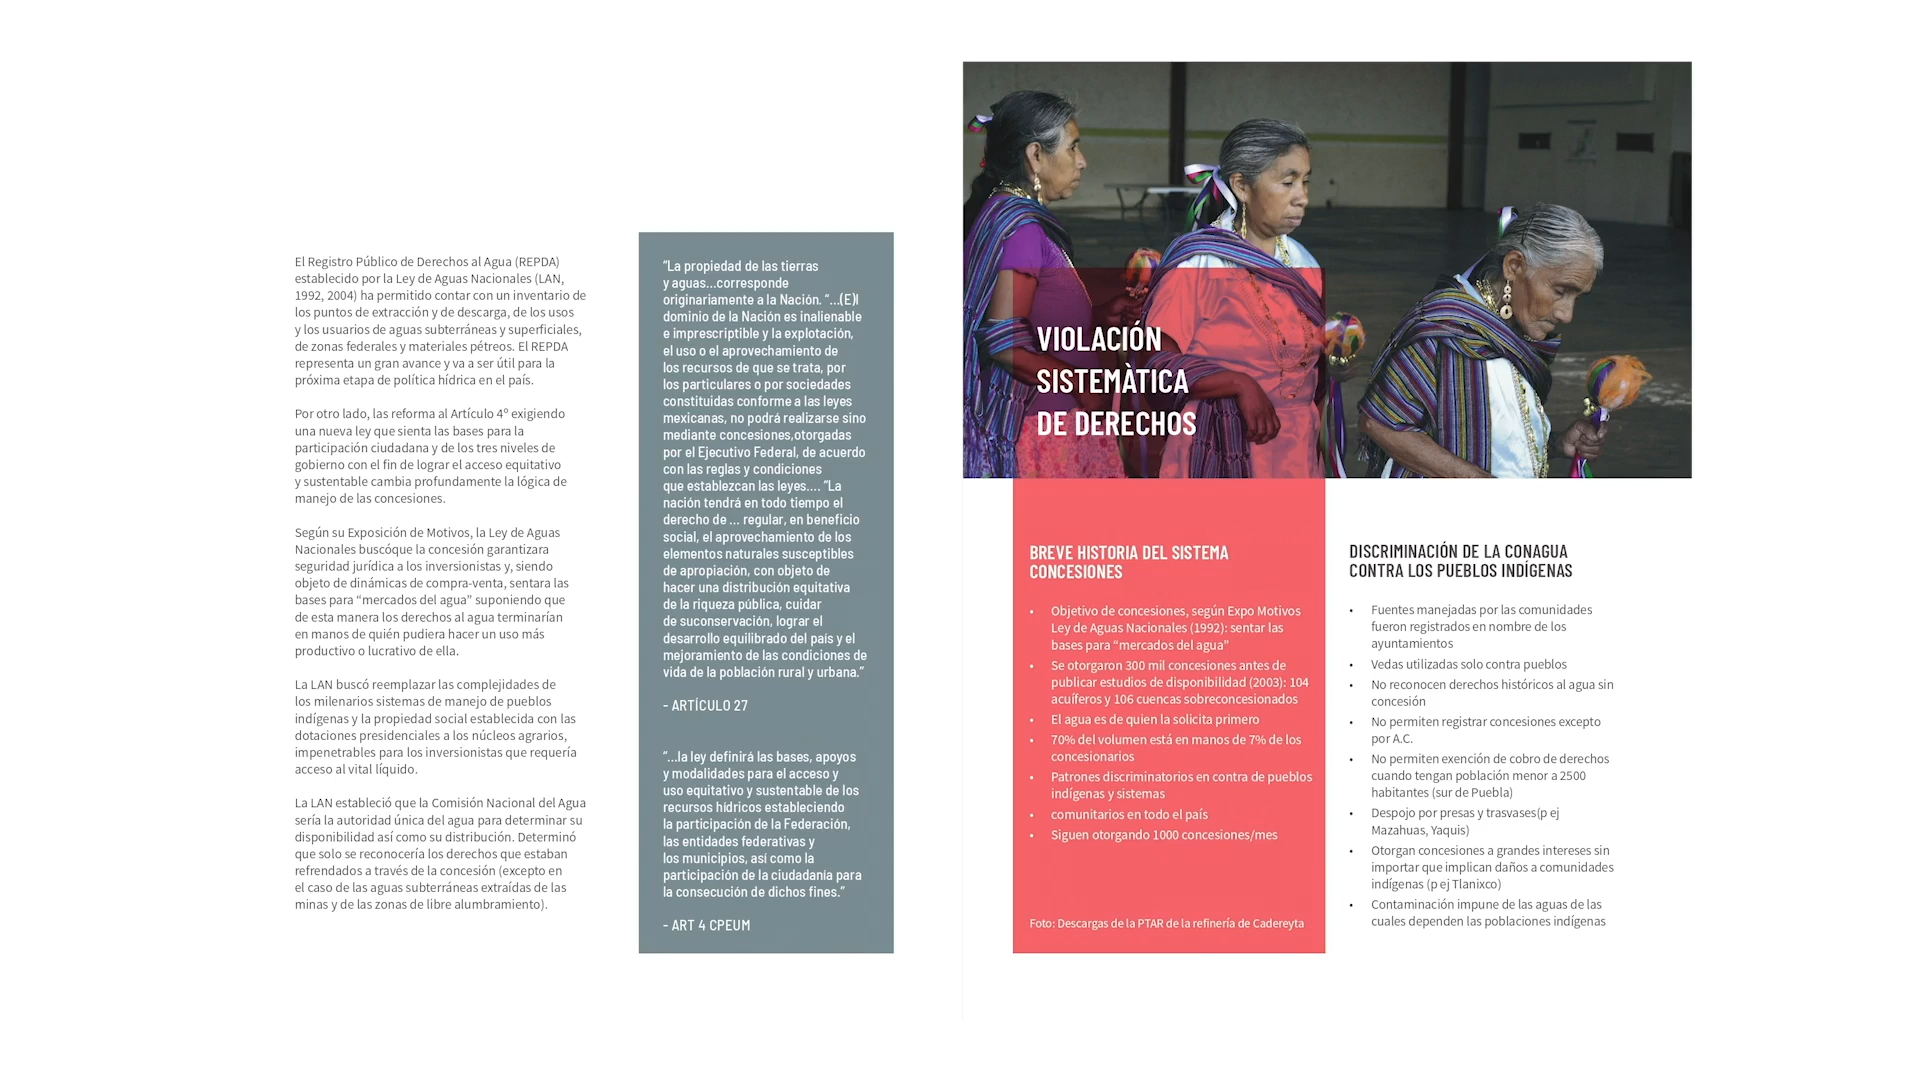 El Registro Público de Derechos al Agua (REPDA)
establecido por la Ley de Aguas Nacionales (LAN,
1992, 2004) ha permitido contar con un inventario de
los puntos de extracción y de descarga, de los usos
y los usuarios de aguas subterráneas y superficiales,
de zonas federales y materiales pétreos. El REPDA
representa un gran avance y va a ser útil para la
próxima etapa de política hídrica en el país.
Por otro lado, las reforma al Artículo 4º exigiendo
una nueva ley que sienta las bases para la
participación ciudadana y de los tres niveles de
gobierno con el fin de lograr el acceso equitativo
y sustentable cambia profundamente la lógica de
manejo de las concesiones.
Según su Exposición de Motivos, la Ley de Aguas
Nacionales buscóque la concesión garantizara
seguridad jurídica a los inversionistas y, siendo
objeto de dinámicas de compra-venta, sentara las
bases para “mercados del agua” suponiendo que
de esta manera los derechos al agua terminarían
en manos de quién pudiera hacer un uso más
productivo o lucrativo de ella.
La LAN buscó reemplazar las complejidades de
los milenarios sistemas de manejo de pueblos
indígenas y la propiedad social establecida con las
dotaciones presidenciales a los núcleos agrarios,
impenetrables para los inversionistas que requería
acceso al vital líquido.
La LAN estableció que la Comisión Nacional del Agua
sería la autoridad única del agua para determinar su
disponibilidad así como su distribución. Determinó
que solo se reconocería los derechos que estaban
refrendados a través de la concesión (excepto en
el caso de las aguas subterráneas extraídas de las
minas y de las zonas de libre alumbramiento).
“La propiedad de las tierras
y aguas...corresponde
originariamente a la Nación. “...(E)l
dominio de la Nación es inalienable
e imprescriptible y la explotación,
el uso o el aprovechamiento de
los recursos de que se trata, por
los particulares o por sociedades
constituidas conforme a las leyes
mexicanas, no podrá realizarse sino
mediante concesiones,otorgadas
por el Ejecutivo Federal, de acuerdo
con las reglas y condiciones
que establezcan las leyes.... “La
nación tendrá en todo tiempo el
derecho de ... regular, en beneficio
social, el aprovechamiento de los
elementos naturales susceptibles
de apropiación, con objeto de
hacer una distribución equitativa
de la riqueza pública, cuidar
de suconservación, lograr el
desarrollo equilibrado del país y el
mejoramiento de las condiciones de
vida de la población rural y urbana.”
- ARTÍCULO 27
“...la ley definirá las bases, apoyos
y modalidades para el acceso y
uso equitativo y sustentable de los
recursos hídricos estableciendo
la participación de la Federación,
las entidades federativas y
los municipios, así como la
participación de la ciudadanía para
la consecución de dichos fines.”
- ART 4 CPEUM
VIOLACIÓN
SISTEMÀTICA
DE DERECHOS
BREVE HISTORIA DEL SISTEMA
CONCESIONES
• Objetivo de concesiones, según Expo Motivos
Ley de Aguas Nacionales (1992): sentar las
bases para “mercados del agua”
• Se otorgaron 300 mil concesiones antes de
publicar estudios de disponibilidad (2003): 104
acuíferos y 106 cuencas sobreconcesionados
• El agua es de quien la solicita primero
• 70% del volumen está en manos de 7% de los
concesionarios
• Patrones discriminatorios en contra de pueblos
indígenas y sistemas
• comunitarios en todo el país
• Siguen otorgando 1000 concesiones/mes
Foto: Descargas de la PTAR de la refinería de Cadereyta
DISCRIMINACIÓN DE LA CONAGUA
CONTRA LOS PUEBLOS INDÍGENAS
• Fuentes manejadas por las comunidades
fueron registrados en nombre de los
ayuntamientos
• Vedas utilizadas solo contra pueblos
• No reconocen derechos históricos al agua sin
concesión
• No permiten registrar concesiones excepto
por A.C.
• No permiten exención de cobro de derechos
cuando tengan población menor a 2500
habitantes (sur de Puebla)
• Despojo por presas y trasvases(p ej
Mazahuas, Yaquis)
• Otorgan concesiones a grandes intereses sin
importar que implican daños a comunidades
indígenas (p ej Tlanixco)
• Contaminación impune de las aguas de las
cuales dependen las poblaciones indígenas